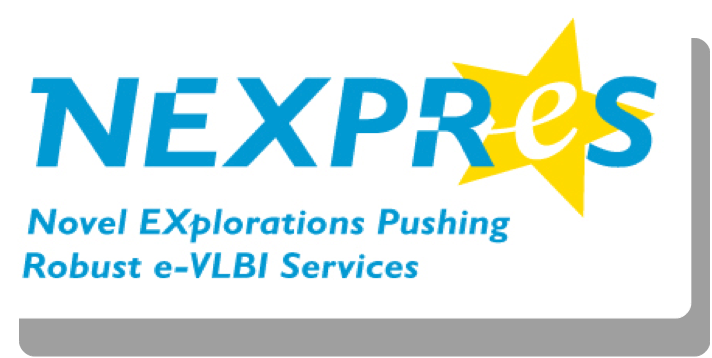 NEXPReS
Novel EXplorations Pushing
Robust e-VLBI Services